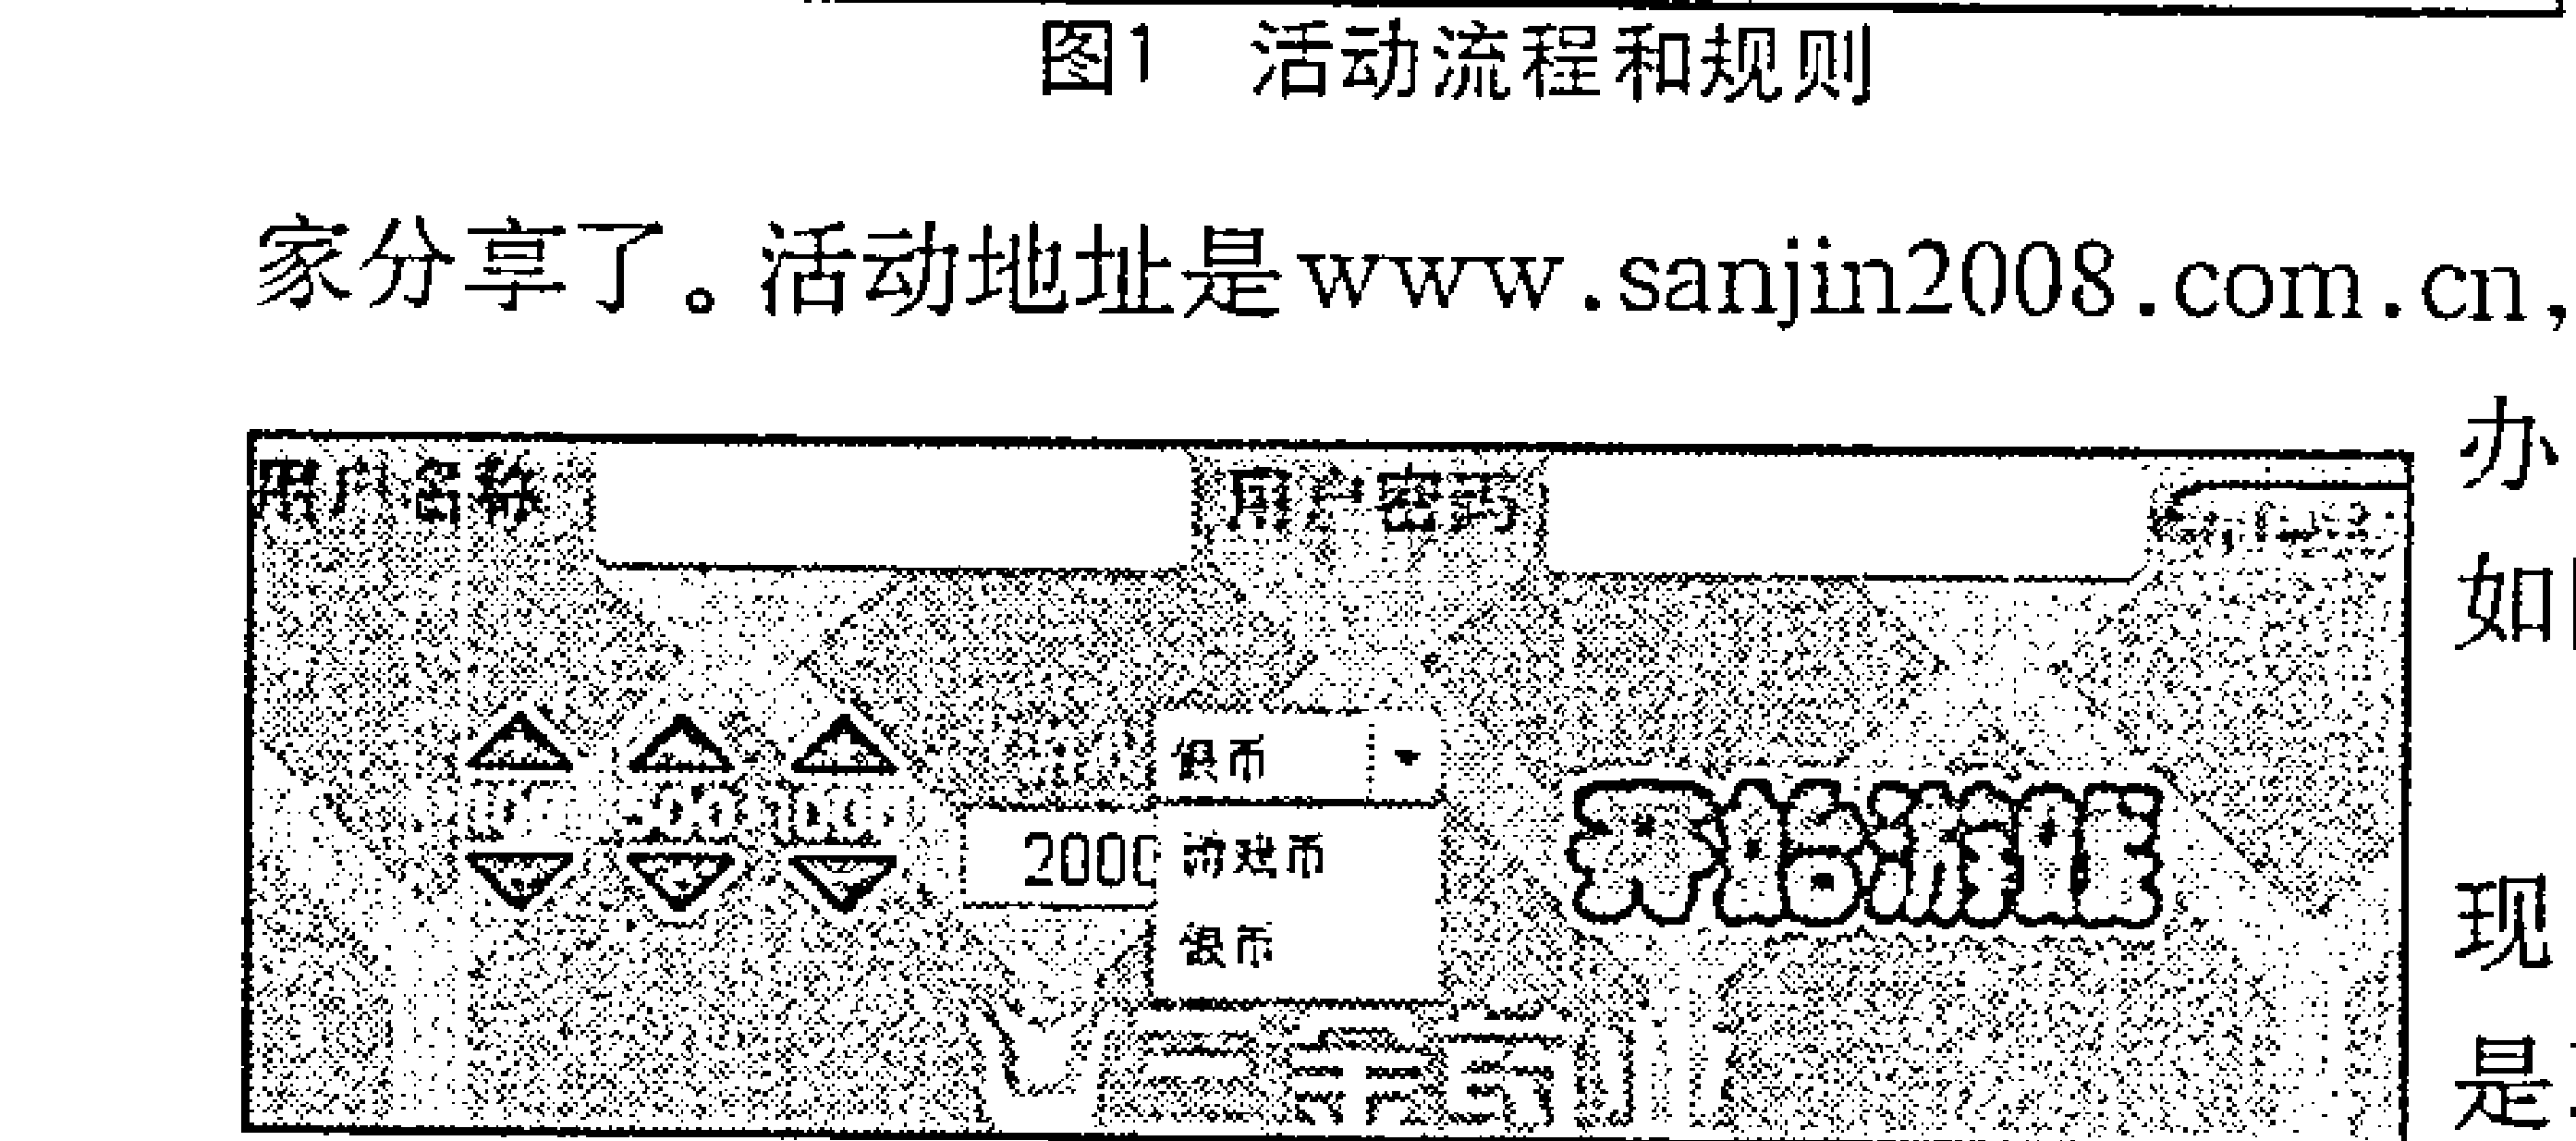 图1 活动流程和规则
家分享了。活动地址是www.sanjin2008.com.cn,
办
如
现
是
用户名称 用户密码
银币
2000 游戏币
银币
开始游戏
三金